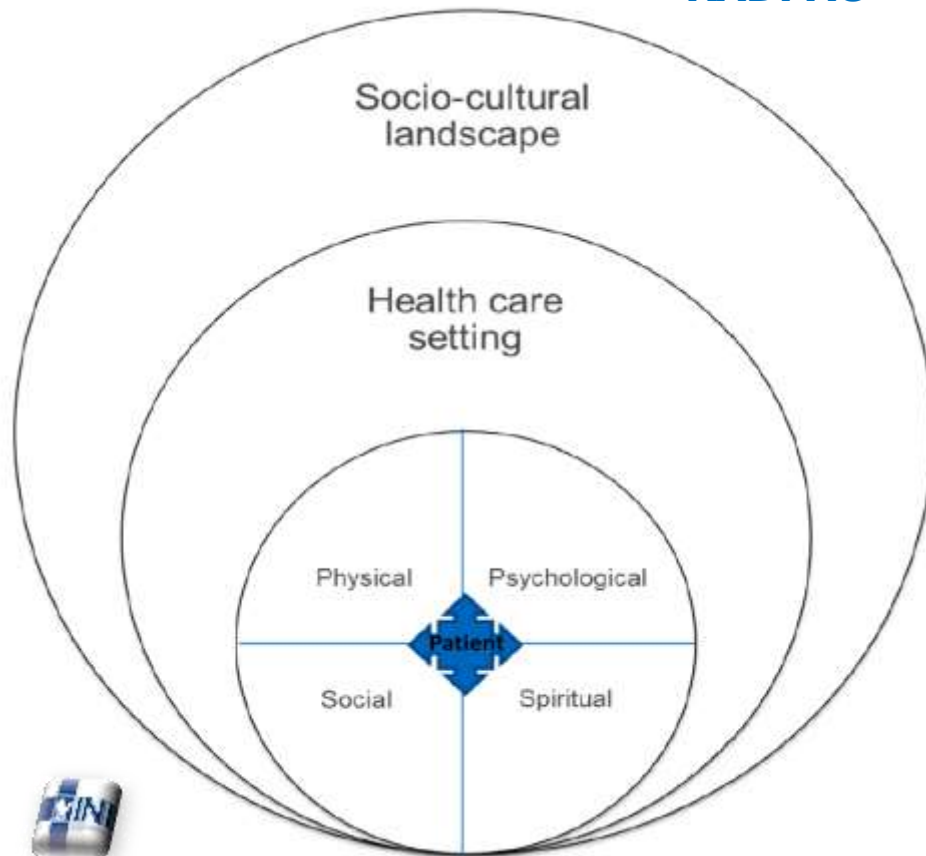 Socio-cultural
landscape
Health care
setting
Physical
Psychological
Patient
Social
Spiritual